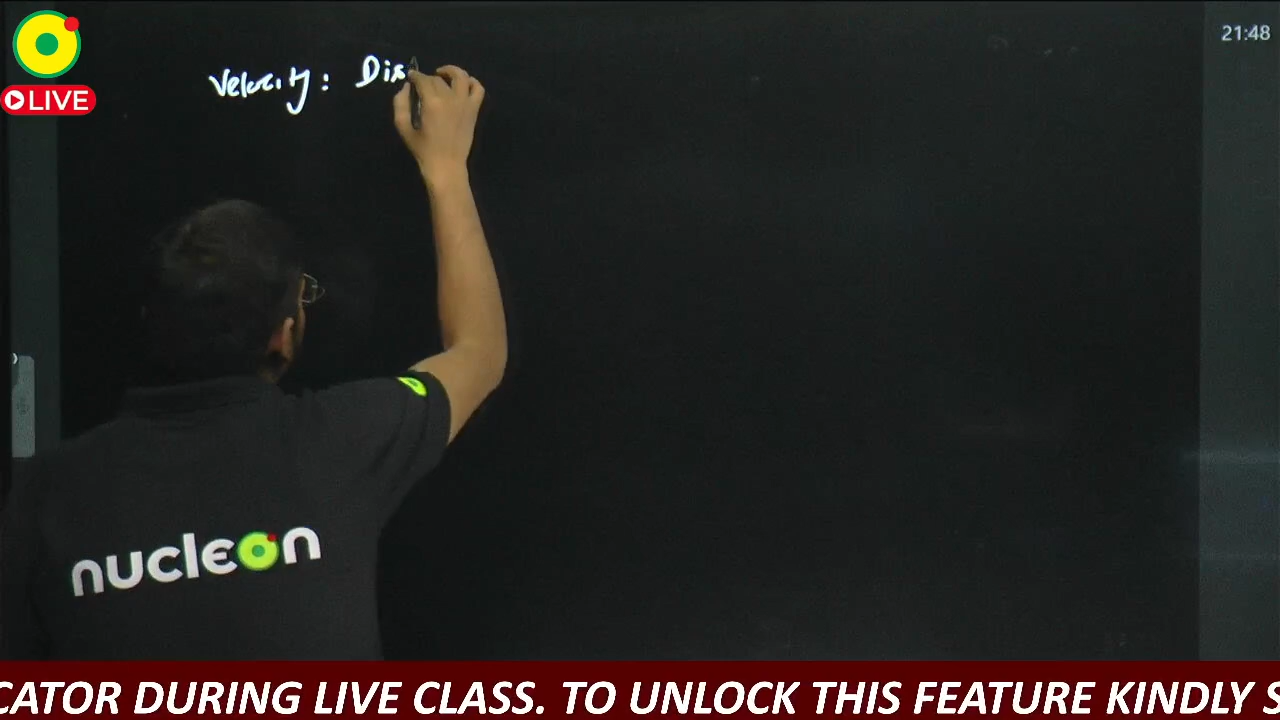 21:48
LIVE
Velocity: Dis
nucleon
CATOR DURING LIVE CLASS. TO UNLOCK THIS FEATURE KINDLY S